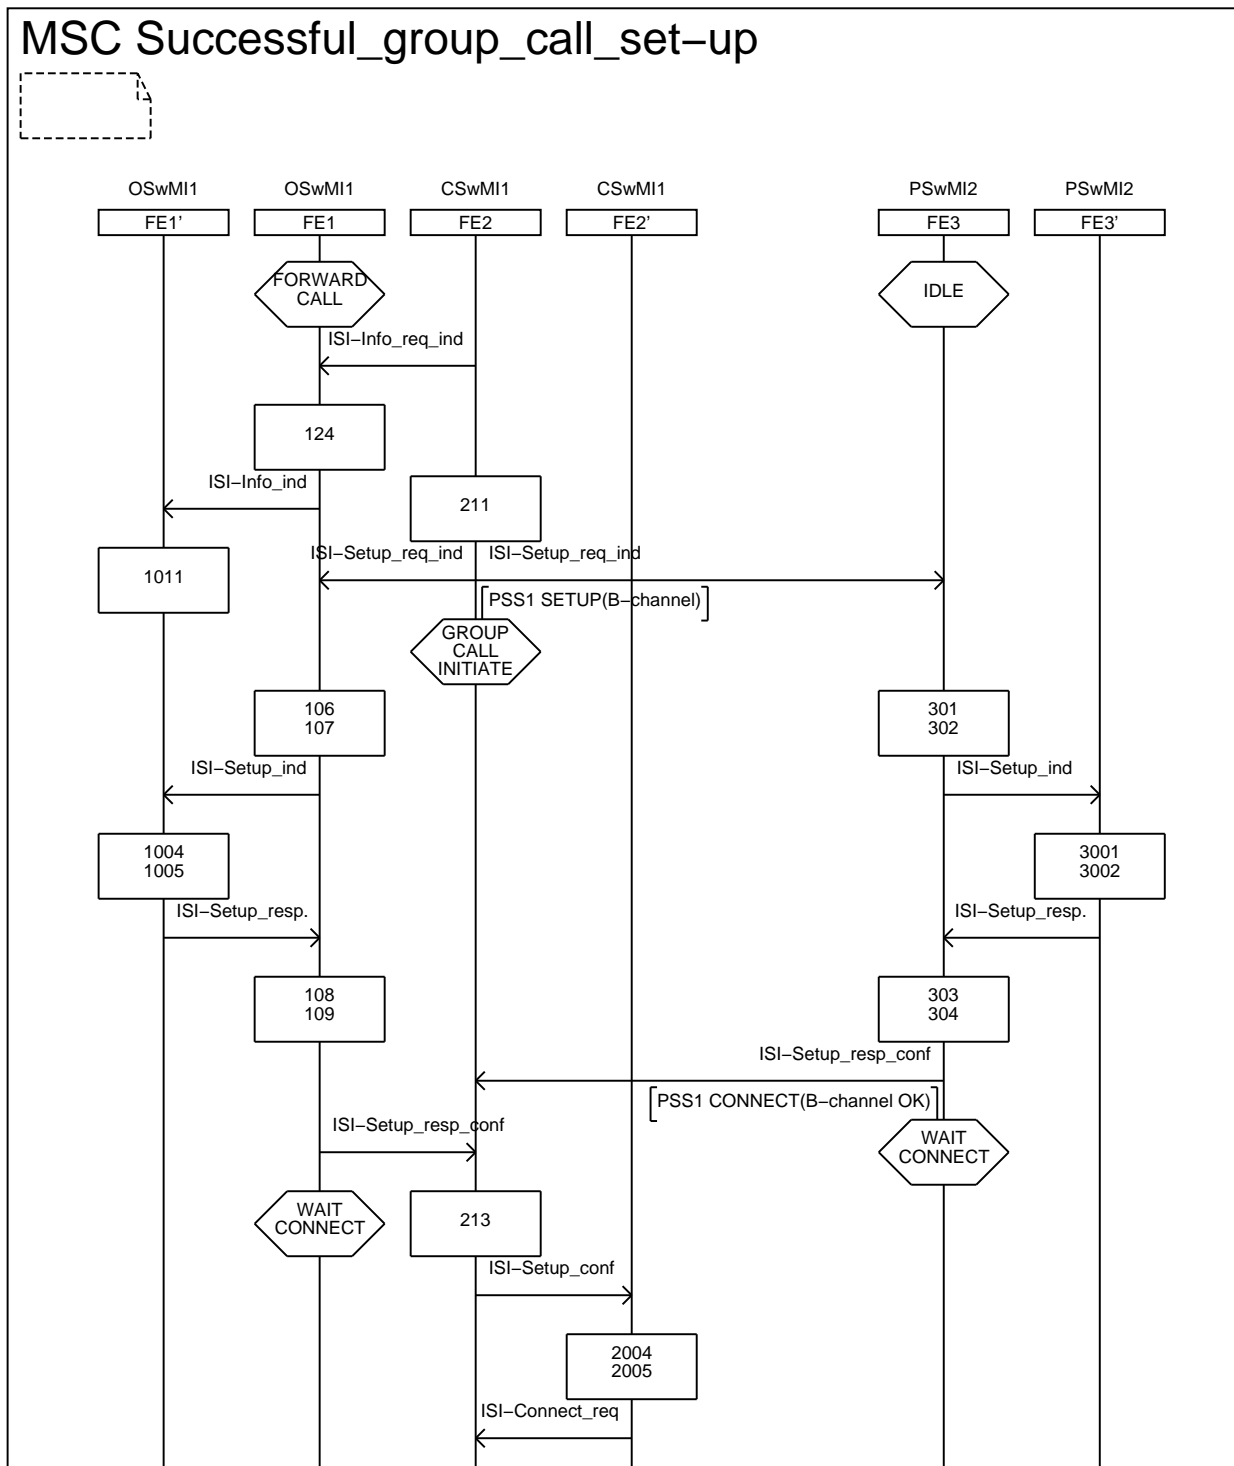 MSC Successful_group_call_set−up
OSwMI1 OSwMI1 CSwMI1 CSwMI1 PSwMI2 PSwMI2
FE1' FE1 FE2 FE2' FE3 FE3'
FORWARD
CALL
IDLE
ISI−Info_req_ind
124
ISI−Info_ind
211
ISI−Setup_req_ind ISI−Setup_req_ind
1011
PSS1 SETUP(B−channel)
GROUP
CALL
INITIATE
106
107
301
302
ISI−Setup_ind ISI−Setup_ind
1004
1005
3001
3002
ISI−Setup_resp. ISI−Setup_resp.
108
109
303
304
ISI−Setup_resp_conf
PSS1 CONNECT(B−channel OK)
ISI−Setup_resp_conf
WAIT
CONNECT
WAIT
CONNECT
213
ISI−Setup_conf
2004
2005
ISI−Connect_req